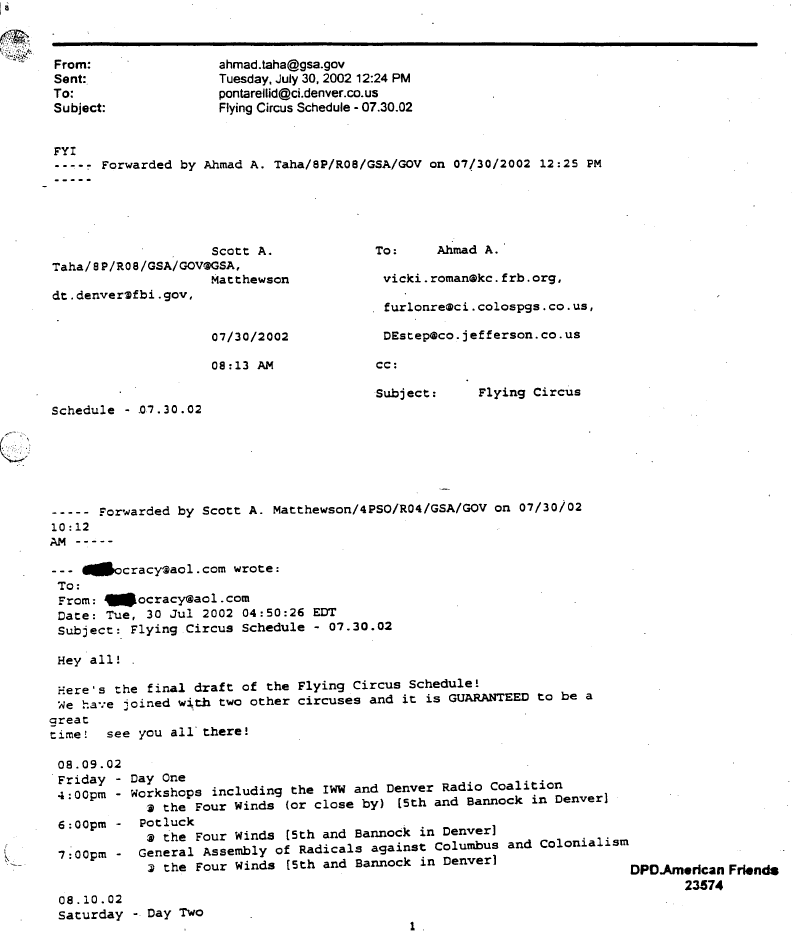 8
From: ahmad.taha@gsa.gov
Sent: Tuesday, July 30, 2002 12:24 PM
To: pontarellid@ci.denver.co.us
Subject: Flying Circus Schedule - 07.30.02
FYI
----- Forwarded by Ahmad A. Taha/8P/R08/GSA/GOV on 07/30/2002 12:25 PM
-----
Scott A. To: Ahmad A.
Taha/8P/R08/GSA/GOV@GSA,
Matthewson vicki.roman@kc.frb.org,
dt.denver@fbi.gov,
furlonre@ci.colospgs.co.us,
07/30/2002 DEstep@co.jefferson.co.us
08:13 AM cc:
Subject: Flying Circus
Schedule - 07.30.02
----- Forwarded by Scott A. Matthewson/4PSO/R04/GSA/GOV on 07/30/02
10:12
AM -----
--- ocracy@aol.com wrote:
To:
From: ocracy@aol.com
Date: Tue, 30 Jul 2002 04:50:26 EDT
Subject: Flying Circus Schedule - 07.30.02
Hey all!
Here's the final draft of the Flying Circus Schedule!
We have joined with two other circuses and it is GUARANTEED to be a
great
time! see you all there!
08.09.02
Friday - Day One
4:00pm - Workshops including the IWW and Denver Radio Coalition
@ the Four Winds (or close by) [5th and Bannock in Denver]
6:00pm - Potluck
@ the Four Winds [5th and Bannock in Denver]
7:00pm - General Assembly of Radicals against Columbus and Colonialism
@ the Four Winds [5th and Bannock in Denver]
DPD.American Friends
23574
08.10.02
Saturday - Day Two
1